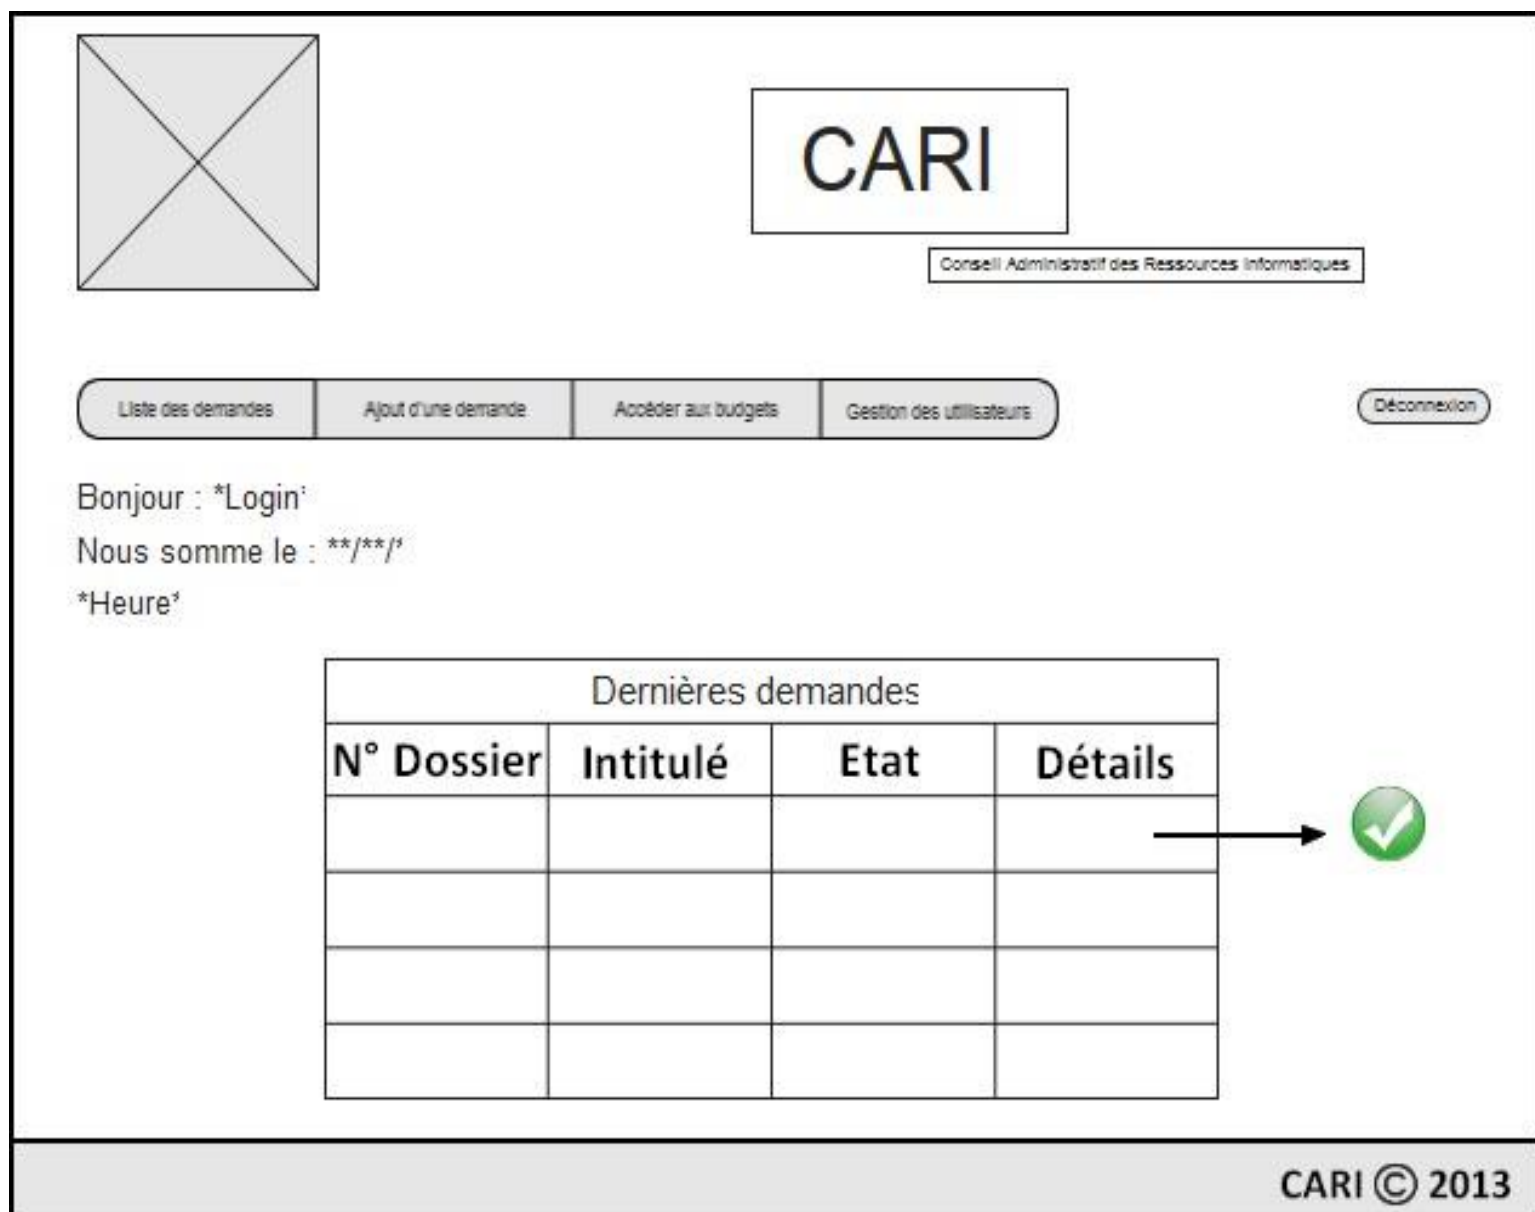 CARI
Conseil Administratif des Ressources Informatiques
Liste des demandes
Ajout d'une demande
Accèder aux budgets
Gestion des utilisateurs
Déconnexion
Bonjour : *Login*
Nous somme le : **/**/*
*Heure*
Dernières demandes
N° Dossier Intitulé Etat Détails
CARI © 2013